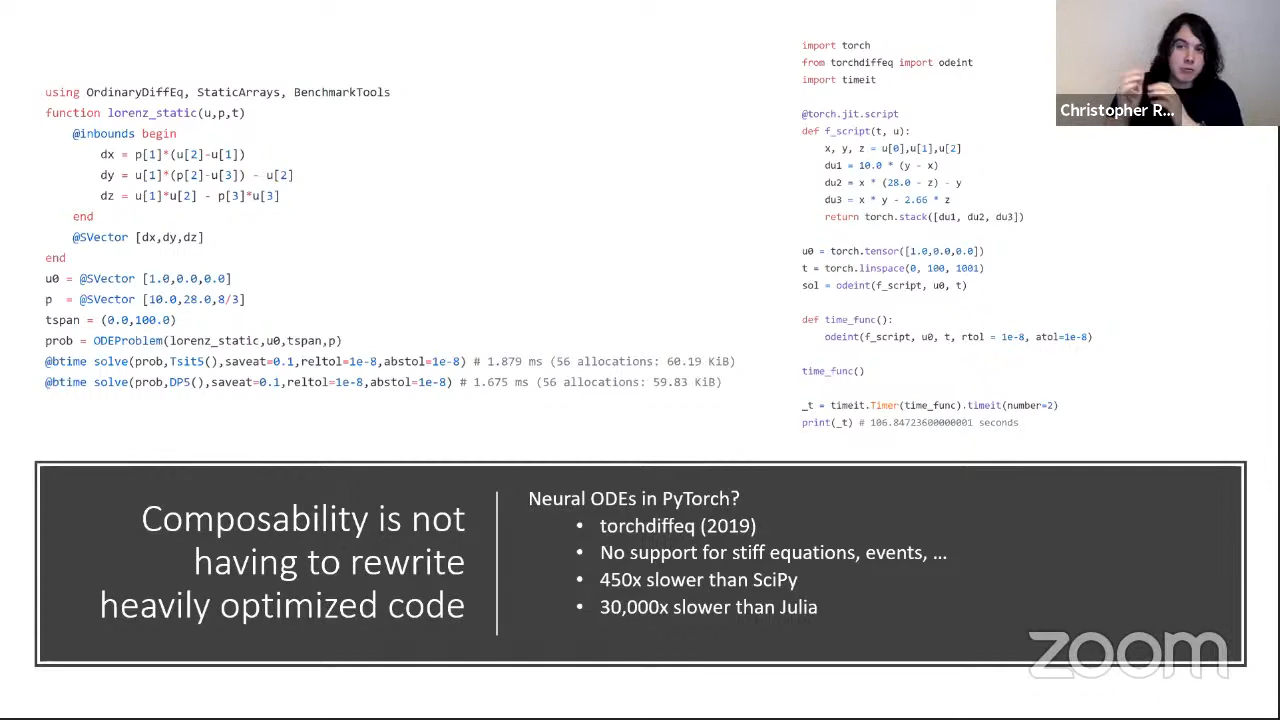 using OrdinaryDiffEq, StaticArrays, BenchmarkTools
function lorenz_static(u,p,t)
    @inbounds begin
        dx = p[1]*(u[2]-u[1])
        dy = u[1]*(p[2]-u[3]) - u[2]
        dz = u[1]*u[2] - p[3]*u[3]
    end
    @SVector [dx,dy,dz]
end
u0 = @SVector [1.0,0.0,0.0]
p  = @SVector [10.0,28.0,8/3]
tspan = (0.0,100.0)
prob = ODEProblem(lorenz_static,u0,tspan,p)
@btime solve(prob,Tsit5(),saveat=0.1,reltol=1e-8,abstol=1e-8) # 1.879 ms (56 allocations: 60.19 KiB)
@btime solve(prob,DP5(),saveat=0.1,reltol=1e-8,abstol=1e-8) # 1.675 ms (56 allocations: 59.83 KiB)
import torch
from torchdiffeq import odeint
import timeit
@torch.jit.script
def f_script(t, u):
    x, y, z = u[0],u[1],u[2]
    du1 = 10.0 * (y - x)
    du2 = x * (28.0 - z) - y
    du3 = x * y - 2.66 * z
    return torch.stack([du1, du2, du3])
u0 = torch.tensor([1.0,0.0,0.0])
t = torch.linspace(0, 100, 1001)
sol = odeint(f_script, u0, t)
def time_func():
    odeint(f_script, u0, t, rtol = 1e-8, atol=1e-8)
time_func()
_t = timeit.Timer(time_func).timeit(number=2)
print(_t) # 106.84723600000001 seconds
Christopher R...
Composability is not
having to rewrite
heavily optimized code
Neural ODEs in PyTorch?
• torchdiffeq (2019)
• No support for stiff equations, events, ...
• 450x slower than SciPy
• 30,000x slower than Julia
zoom